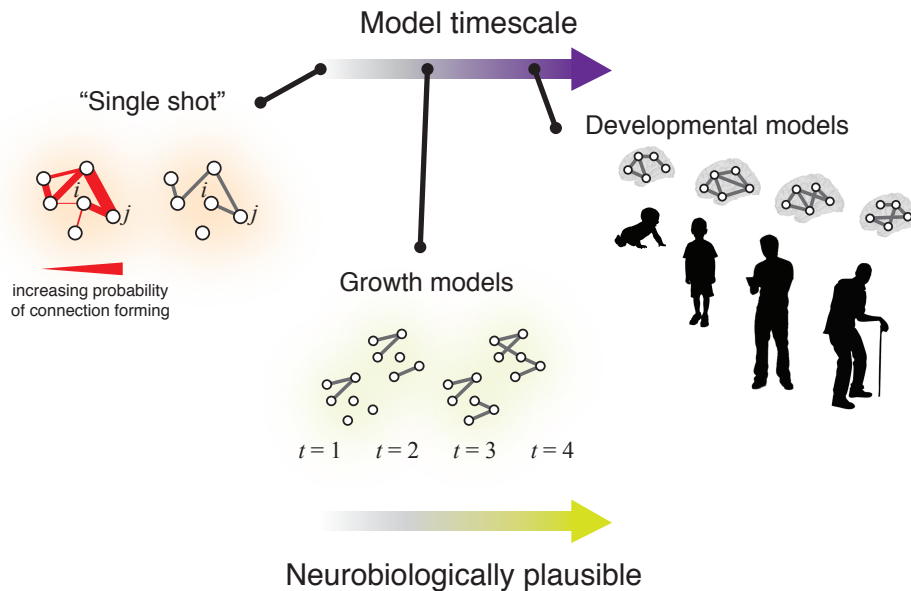 Model timescale
“Single shot”
Developmental models
i
j
i
j
increasing probability
of connection forming
Growth models
t = 1 t = 2 t = 3 t = 4
Neurobiologically plausible